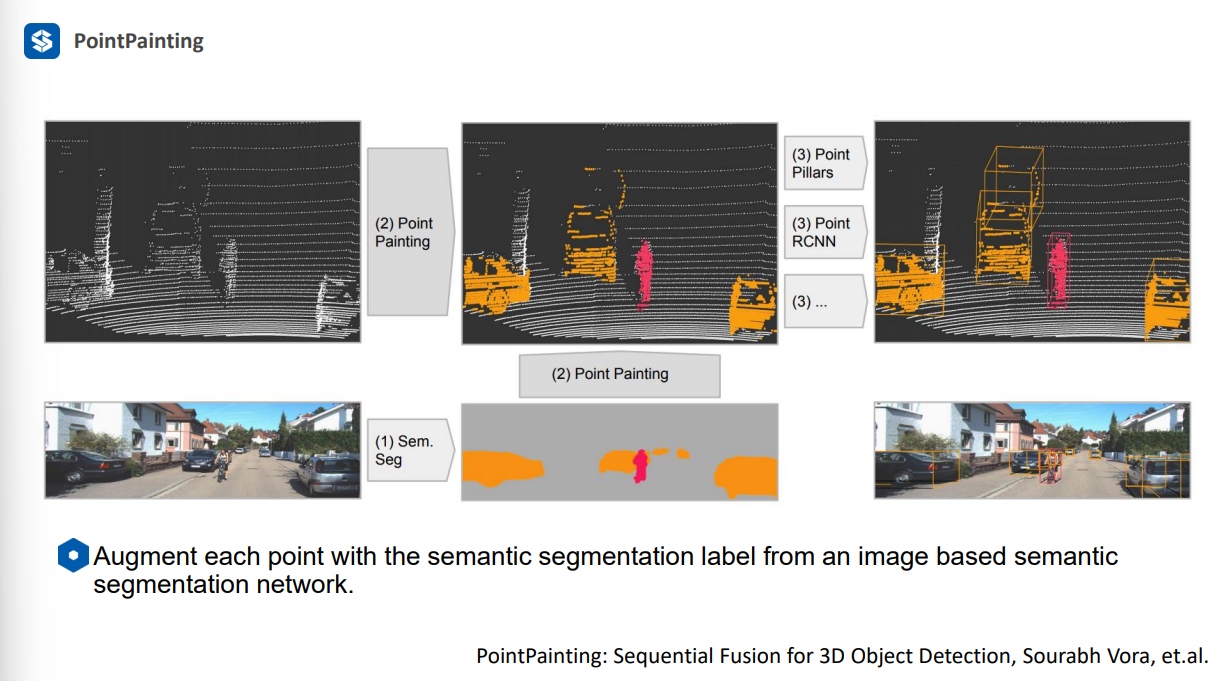 PointPainting
(2) Point
Painting
(3) Point
Pillars
(3) Point
RCNN
(3) ...
(2) Point Painting
(1) Sem.
Seg
Augment each point with the semantic segmentation label from an image based semantic
segmentation network.
PointPainting: Sequential Fusion for 3D Object Detection, Sourabh Vora, et.al.